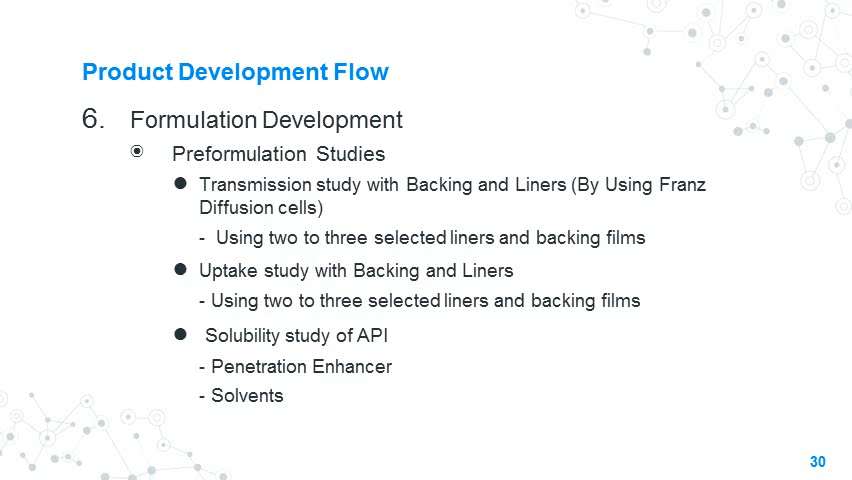 Product Development Flow
6. Formulation Development
Preformulation Studies
● Transmission study with Backing and Liners (By Using Franz
Diffusion cells)
- Using two to three selected liners and backing films
● Uptake study with Backing and Liners
- Using two to three selected liners and backing films
● Solubility study of API
- Penetration Enhancer
- Solvents
30